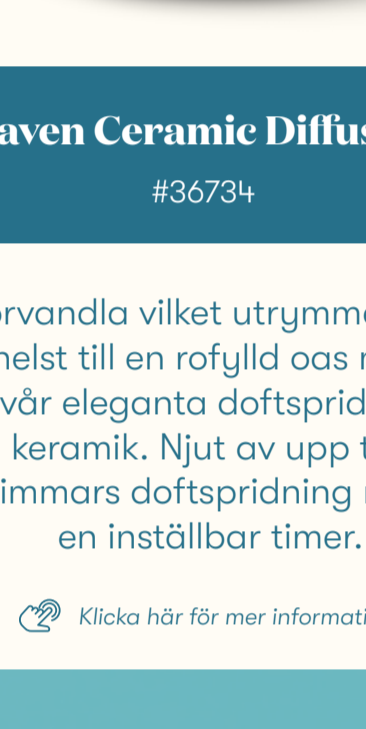 aven Ceramic Diffus
#36734
orvandla vilket utrymme
helst till en rofylld oas
vår eleganta doftsprid
keramik. Njut av upp t
immars doftspridning
en inställbar timer.
Klicka här för mer informati